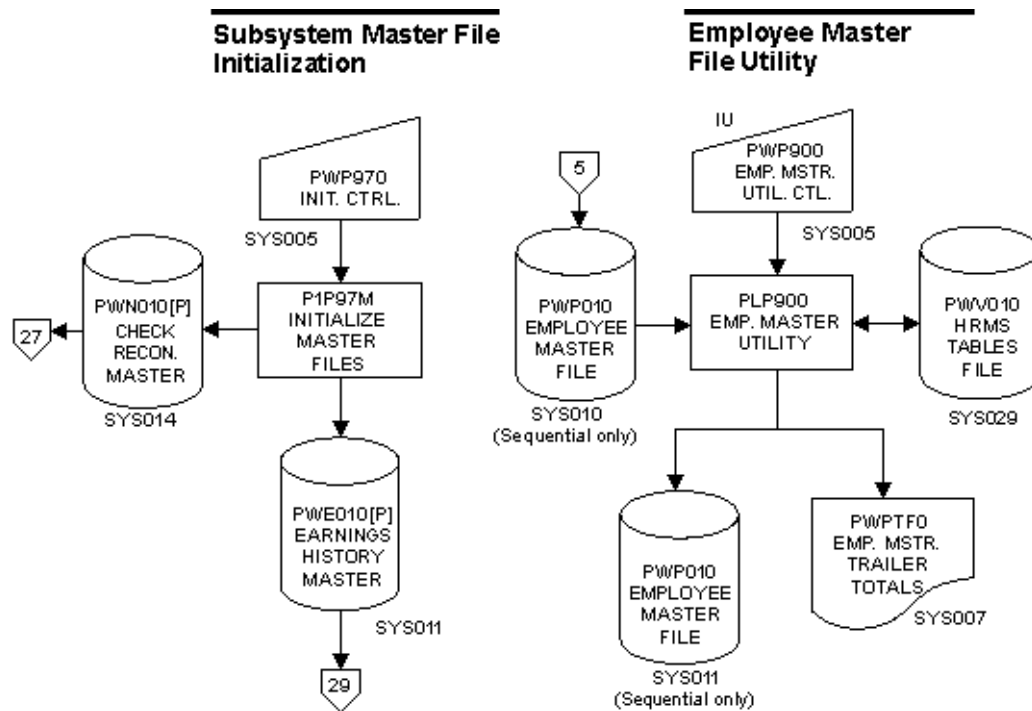 Subsystem Master File
Initialization
PWP970
INIT. CTRL.
SYS005
P1P97M
INITIALIZE
MASTER
FILES
PWN010[P]
CHECK
RECON.
MASTER
SYS014
27
PWE010[P]
EARNINGS
HISTORY
MASTER
SYS011
29
Employee Master
File Utility
IU
PWP900
EMP. MSTR.
UTIL. CTL.
SYS005
5
PWP010
EMPLOYEE
MASTER
FILE
SYS010
(Sequential only)
PLP900
EMP. MASTER
UTILITY
PWV010
HRMS
TABLES
FILE
SYS029
PWP010
EMPLOYEE
MASTER
FILE
SYS011
(Sequential only)
PWPTF0
EMP. MSTR.
TRAILER
TOTALS
SYS007